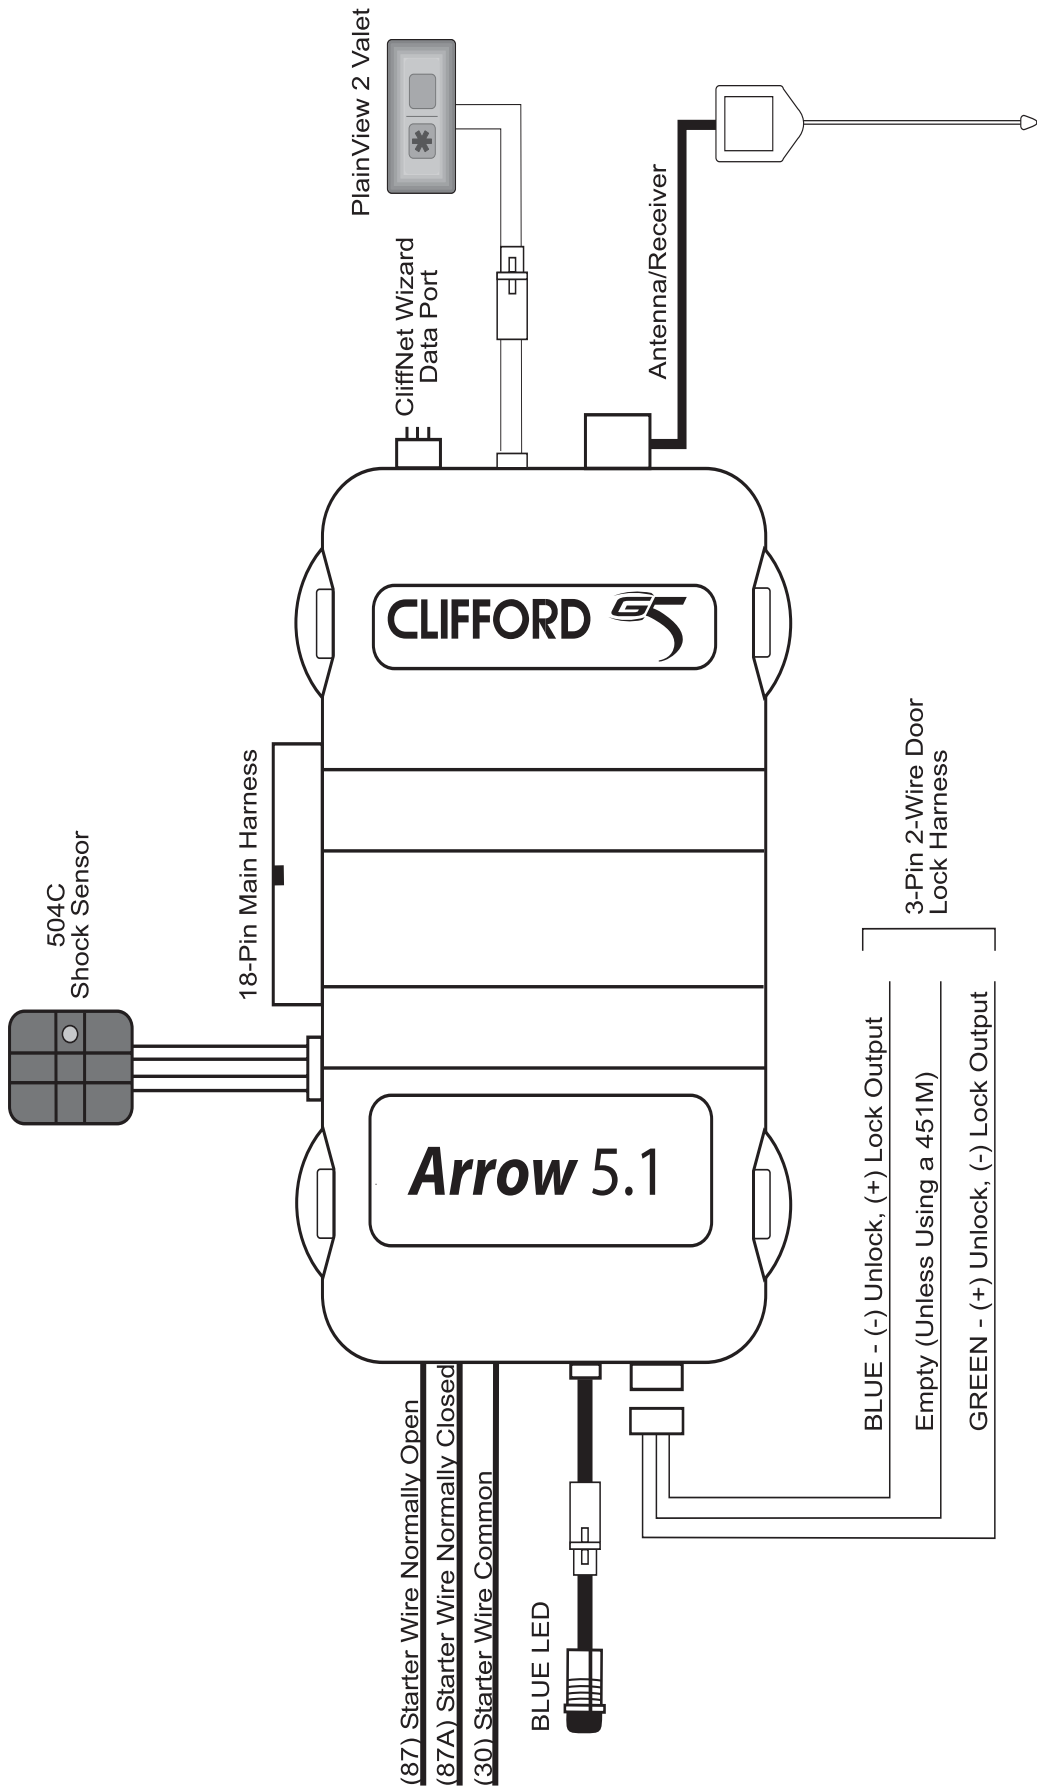 PlainView 2 Valet
CliffNet Wizard
Data Port
Antenna/Receiver
CLIFFORD G5
504C
Shock Sensor
18-Pin Main Harness
Arrow 5.1
3-Pin 2-Wire Door
Lock Harness
BLUE - (-) Unlock, (+) Lock Output
Empty (Unless Using a 451M)
GREEN - (+) Unlock, (-) Lock Output
(87) Starter Wire Normally Open
(87A) Starter Wire Normally Closed
(30) Starter Wire Common
BLUE LED